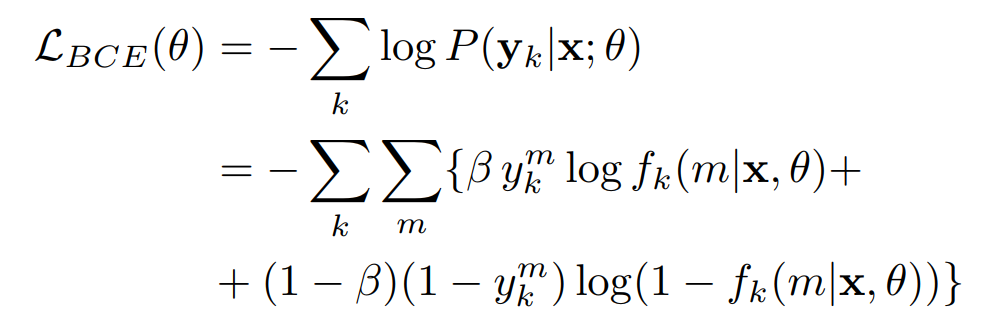 $\mathcal{L}_{BCE}(\theta) = -\sum_{k} \log P(\mathbf{y}_k|\mathbf{x};\theta)$
$= -\sum_{k}\sum_{m}\{\beta\, y_k^m \log f_k(m|\mathbf{x},\theta)+$
$+ (1-\beta)(1-y_k^m)\log(1-f_k(m|\mathbf{x},\theta))\}$